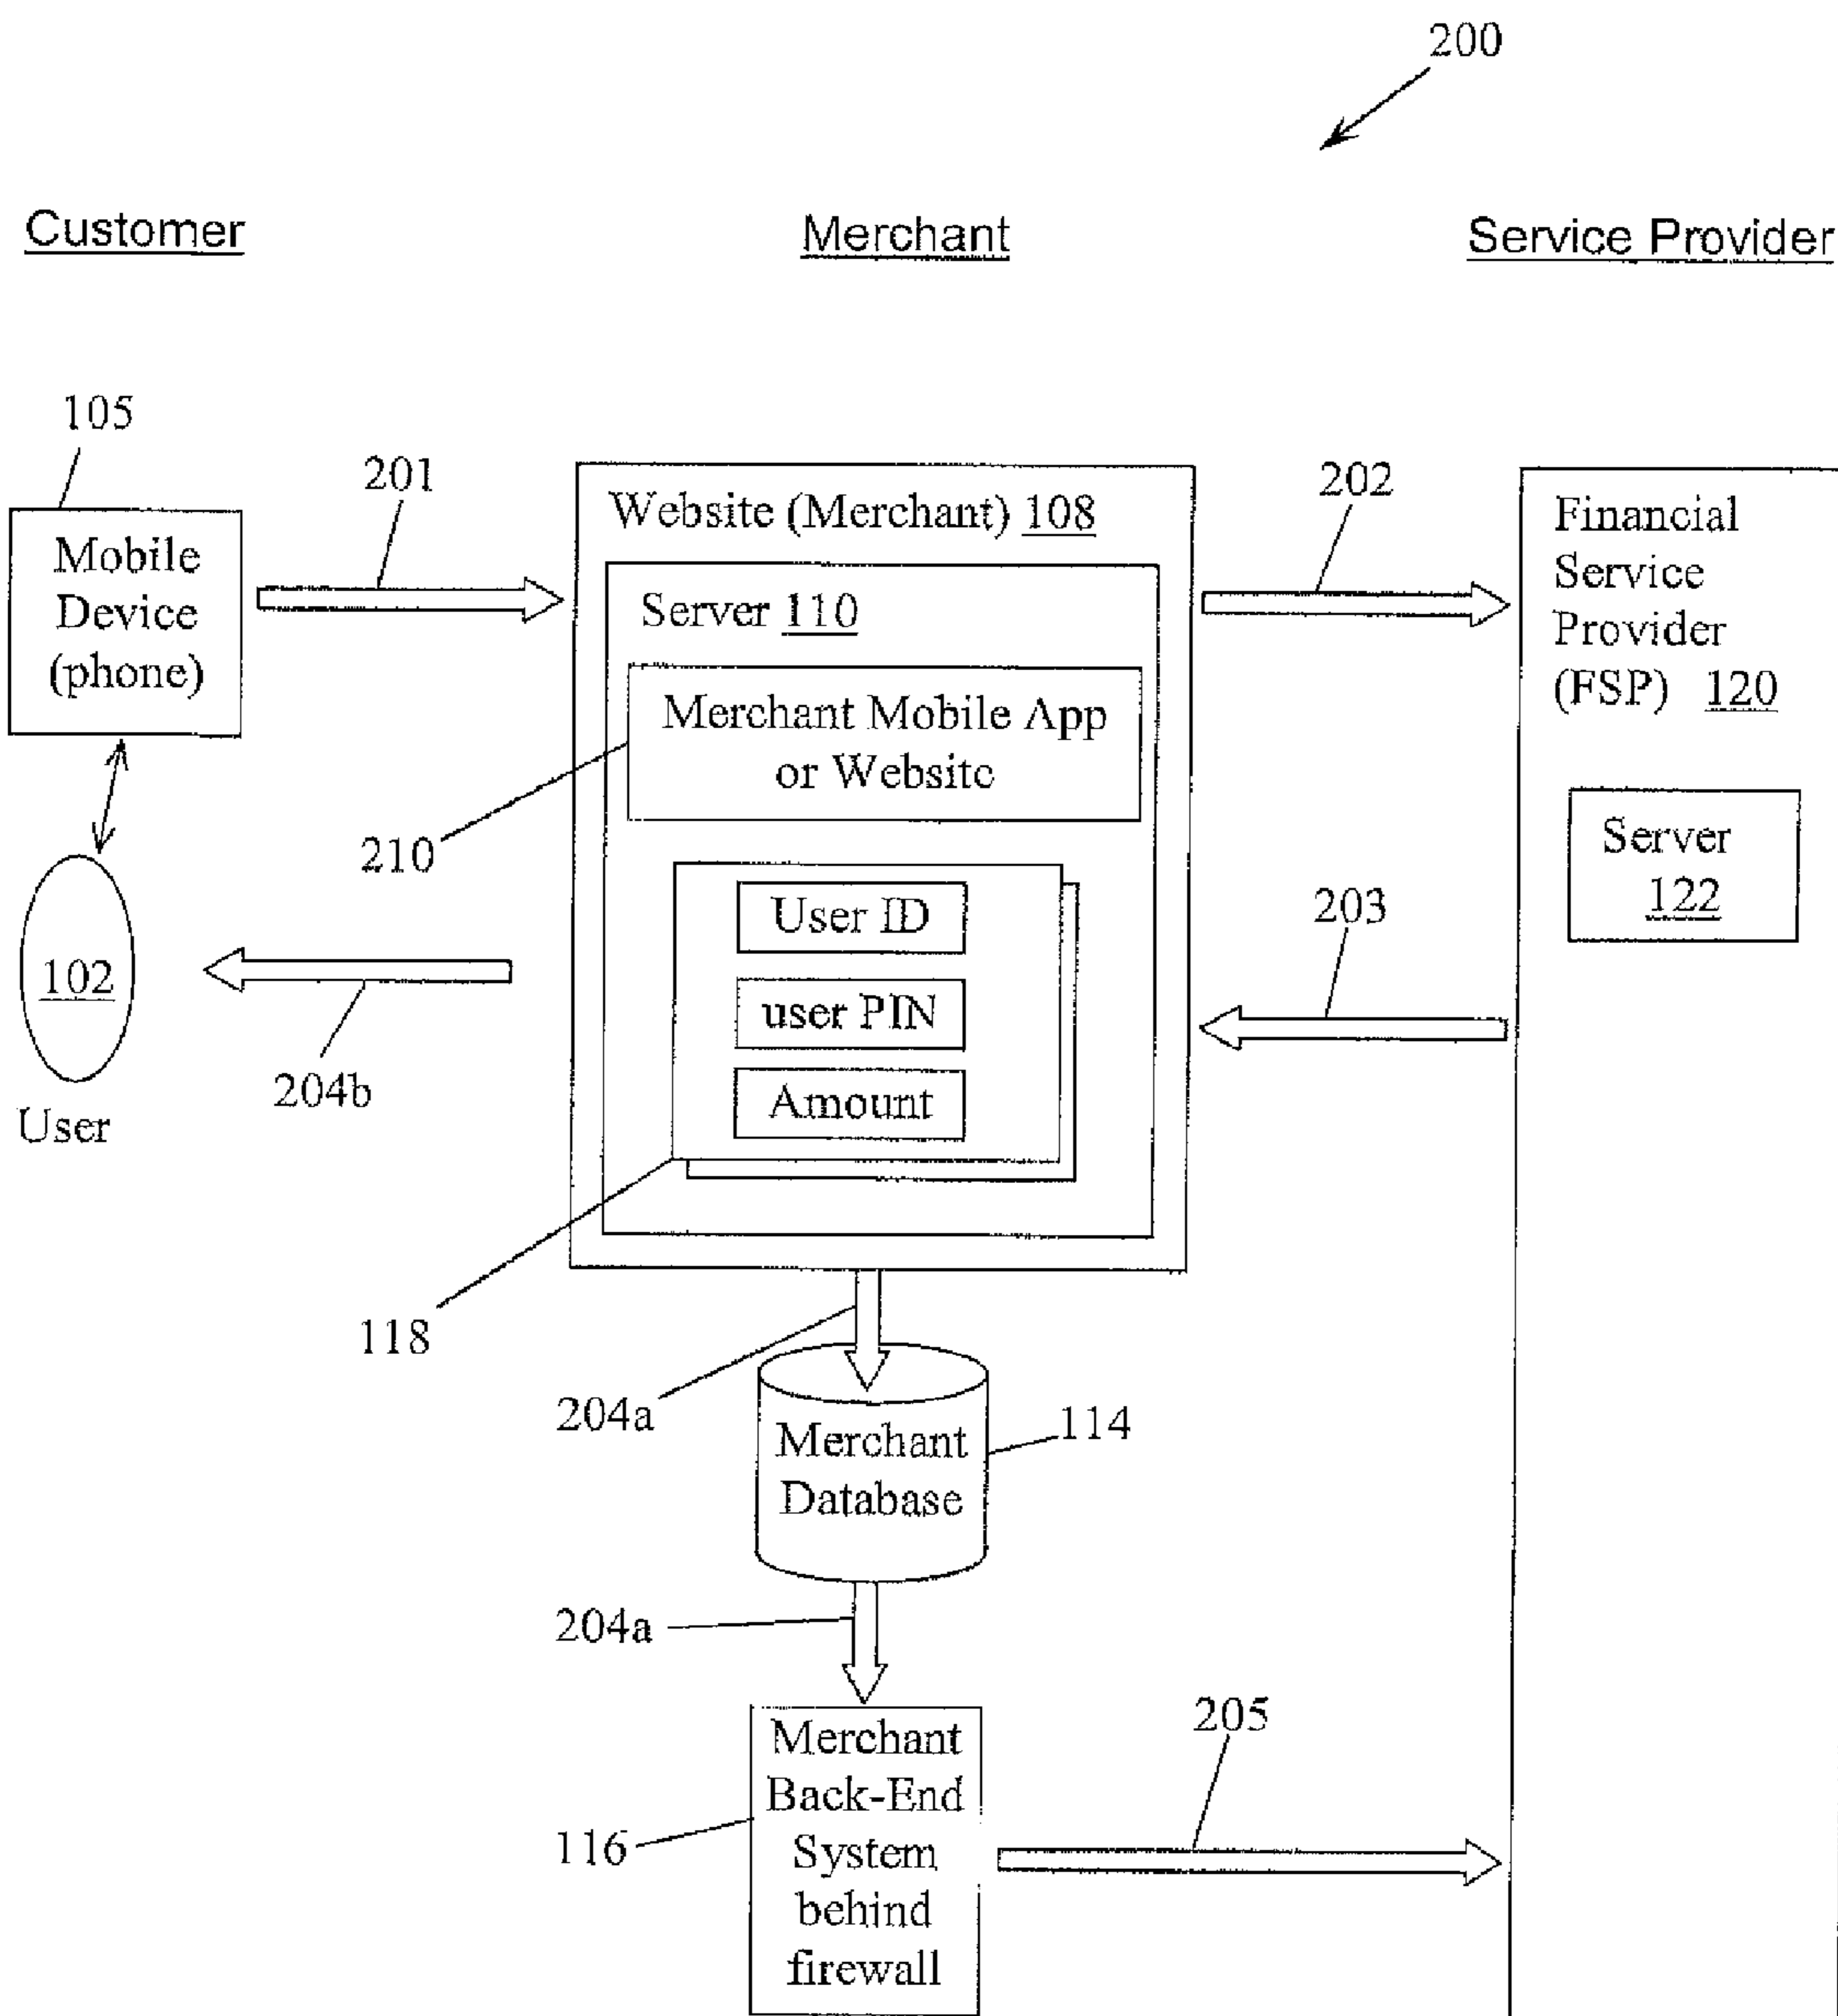 200
Customer
Merchant
Service Provider
105
201
202
Mobile
Device
(phone)
Website (Merchant) 108
Server 110
Merchant Mobile App
or Website
210
User ID
user PIN
Amount
118
Financial
Service
Provider
(FSP) 120
Server
122
203
102
204b
User
204a
Merchant
Database
114
204a
Merchant
Back-End
System
behind
firewall
116
205